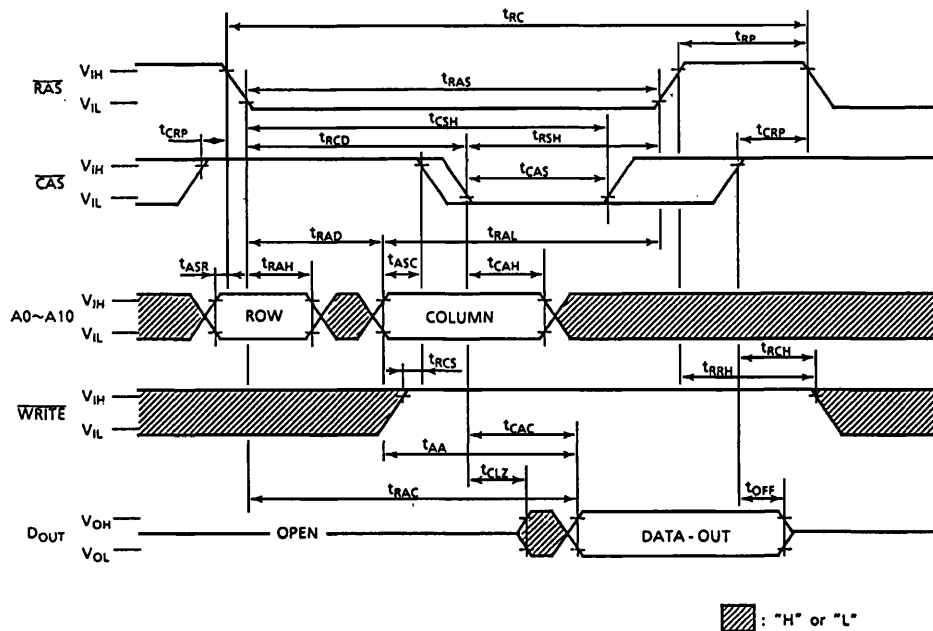 tRC
tRP
RAS
VIH
VIL
tRAS
tCSH
tCRP
tRCD
tRSH
tCRP
CAS
VIH
VIL
tCAS
tRAD
tRAL
tASR
tRAH
tASC
tCAH
A0~A10
VIH
VIL
ROW
COLUMN
tRCS
tRCH
tRRH
WRITE
VIH
VIL
tCAC
tAA
tCLZ
tRAC
tOFF
DOUT
VOH
VOL
OPEN
DATA-OUT
: "H" or "L"